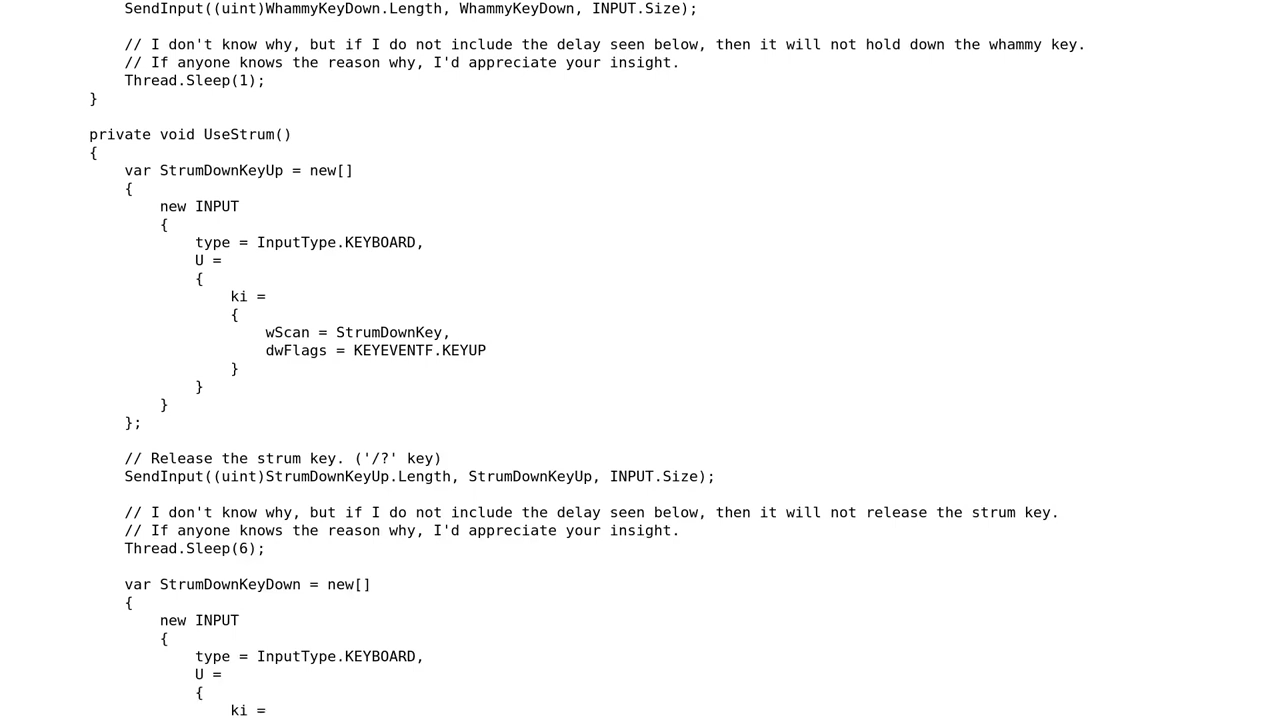 SendInput((uint)WhammyKeyDown.Length, WhammyKeyDown, INPUT.Size);
// I don't know why, but if I do not include the delay seen below, then it will not hold down the whammy key.
// If anyone knows the reason why, I'd appreciate your insight.
Thread.Sleep(1);
}
private void UseStrum()
{
var StrumDownKeyUp = new[]
{
new INPUT
{
type = InputType.KEYBOARD,
U =
{
ki =
{
wScan = StrumDownKey,
dwFlags = KEYEVENTF.KEYUP
}
}
}
};
// Release the strum key. ('/?' key)
SendInput((uint)StrumDownKeyUp.Length, StrumDownKeyUp, INPUT.Size);
// I don't know why, but if I do not include the delay seen below, then it will not release the strum key.
// If anyone knows the reason why, I'd appreciate your insight.
Thread.Sleep(6);
var StrumDownKeyDown = new[]
{
new INPUT
{
type = InputType.KEYBOARD,
U =
{
ki =